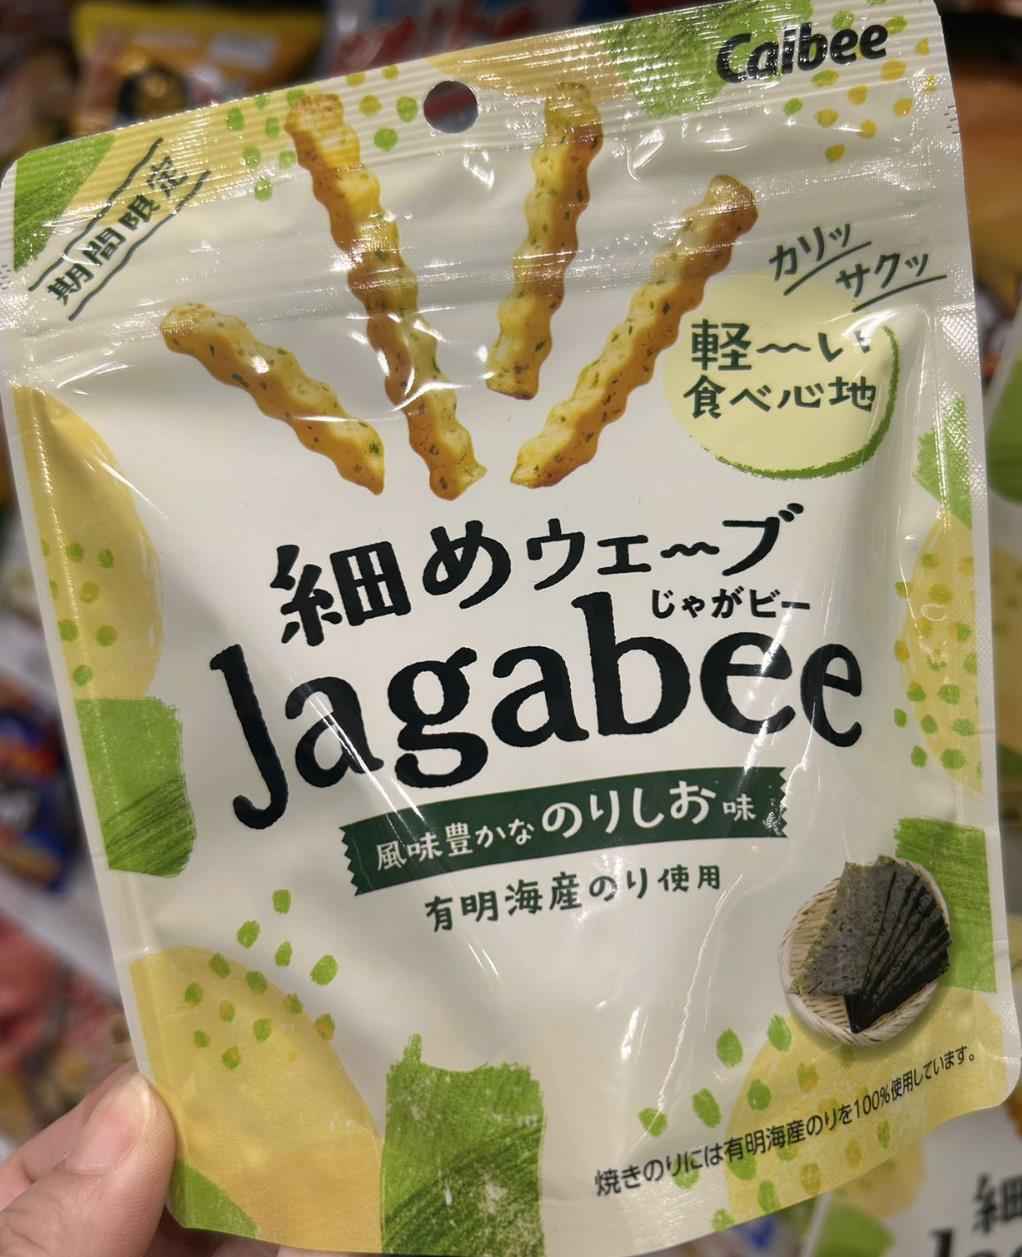 Calbee
期間限定
カリッ
サクッ
軽〜い
食べ心地
細めウェ〜ブ
じゃがビー
Jagabee
風味豊かなのりしお味
有明海産のり使用
焼きのりには有明海産のりを100%使用しています。
細